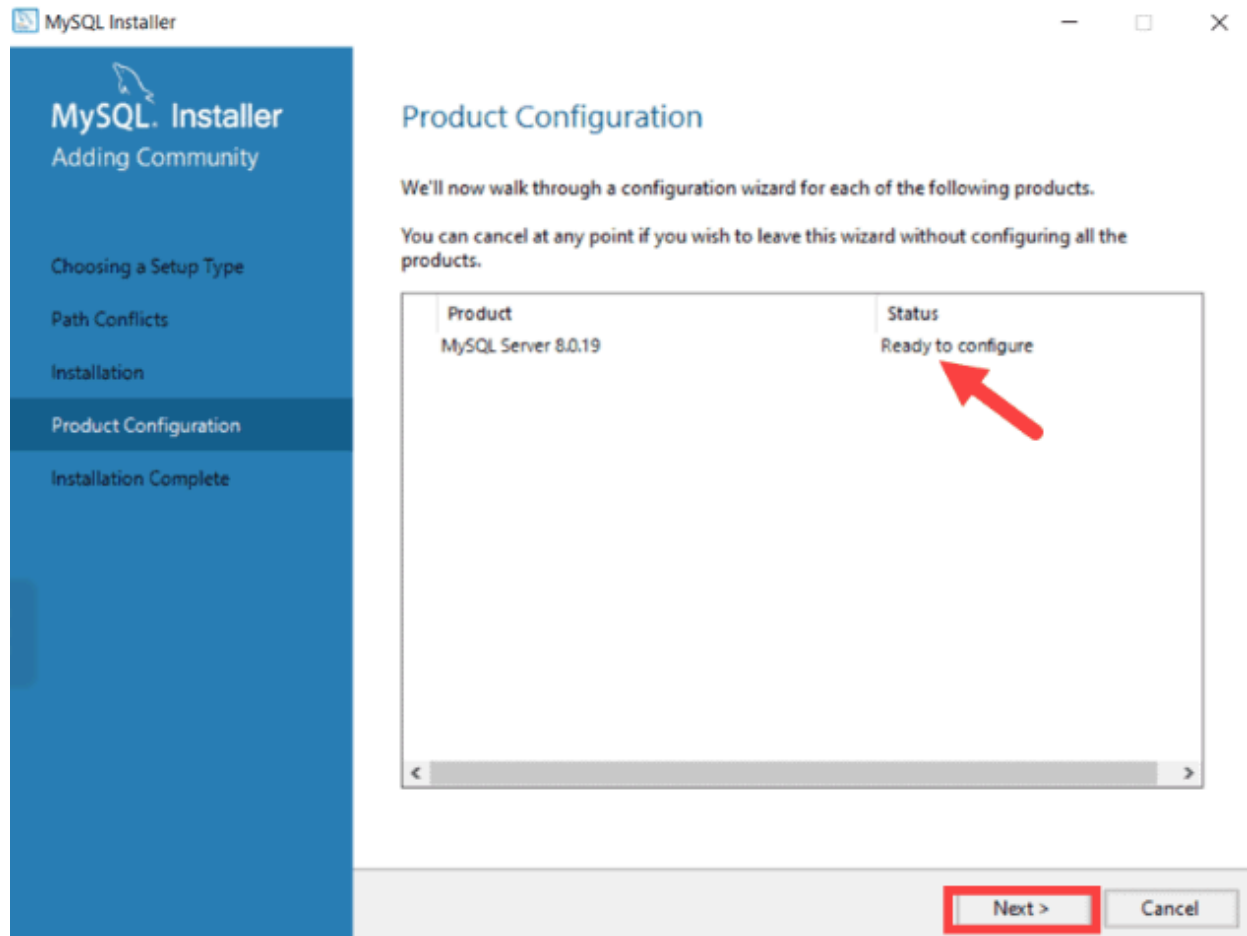 MySQL Installer
MySQL. Installer
Adding Community
Choosing a Setup Type
Path Conflicts
Installation
Product Configuration
Installation Complete
Product Configuration
We'll now walk through a configuration wizard for each of the following products.
You can cancel at any point if you wish to leave this wizard without configuring all the
products.
Product Status
MySQL Server 8.0.19 Ready to configure
Next > Cancel